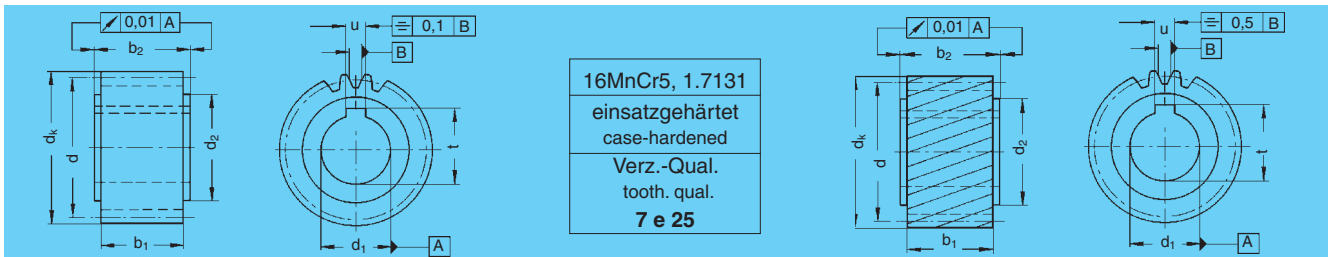 0,01 A
b₂
u
0,1 B
B
dₖ
d
d₂
t
b₁
d₁
A
16MnCr5, 1.7131
einsatzgehärtet
case-hardened
Verz.-Qual.
tooth. qual.
7 e 25
0,01 A
b₂
u
0,5 B
B
dₖ
d
d₂
t
b₁
d₁
A